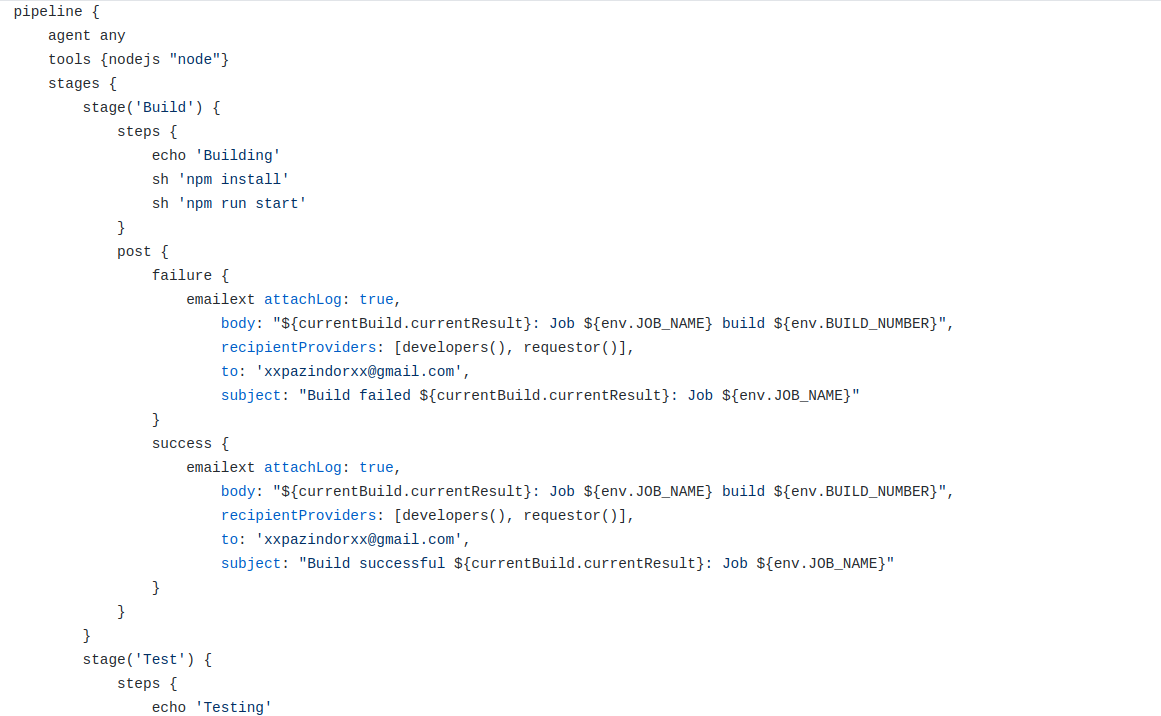 pipeline {
    agent any
    tools {nodejs "node"}
    stages {
        stage('Build') {
            steps {
                echo 'Building'
                sh 'npm install'
                sh 'npm run start'
            }
            post {
                failure {
                    emailext attachLog: true,
                        body: "${currentBuild.currentResult}: Job ${env.JOB_NAME} build ${env.BUILD_NUMBER}",
                        recipientProviders: [developers(), requestor()],
                        to: 'xxpazindorxx@gmail.com',
                        subject: "Build failed ${currentBuild.currentResult}: Job ${env.JOB_NAME}"
                }
                success {
                    emailext attachLog: true,
                        body: "${currentBuild.currentResult}: Job ${env.JOB_NAME} build ${env.BUILD_NUMBER}",
                        recipientProviders: [developers(), requestor()],
                        to: 'xxpazindorxx@gmail.com',
                        subject: "Build successful ${currentBuild.currentResult}: Job ${env.JOB_NAME}"
                }
            }
        }
        stage('Test') {
            steps {
                echo 'Testing'